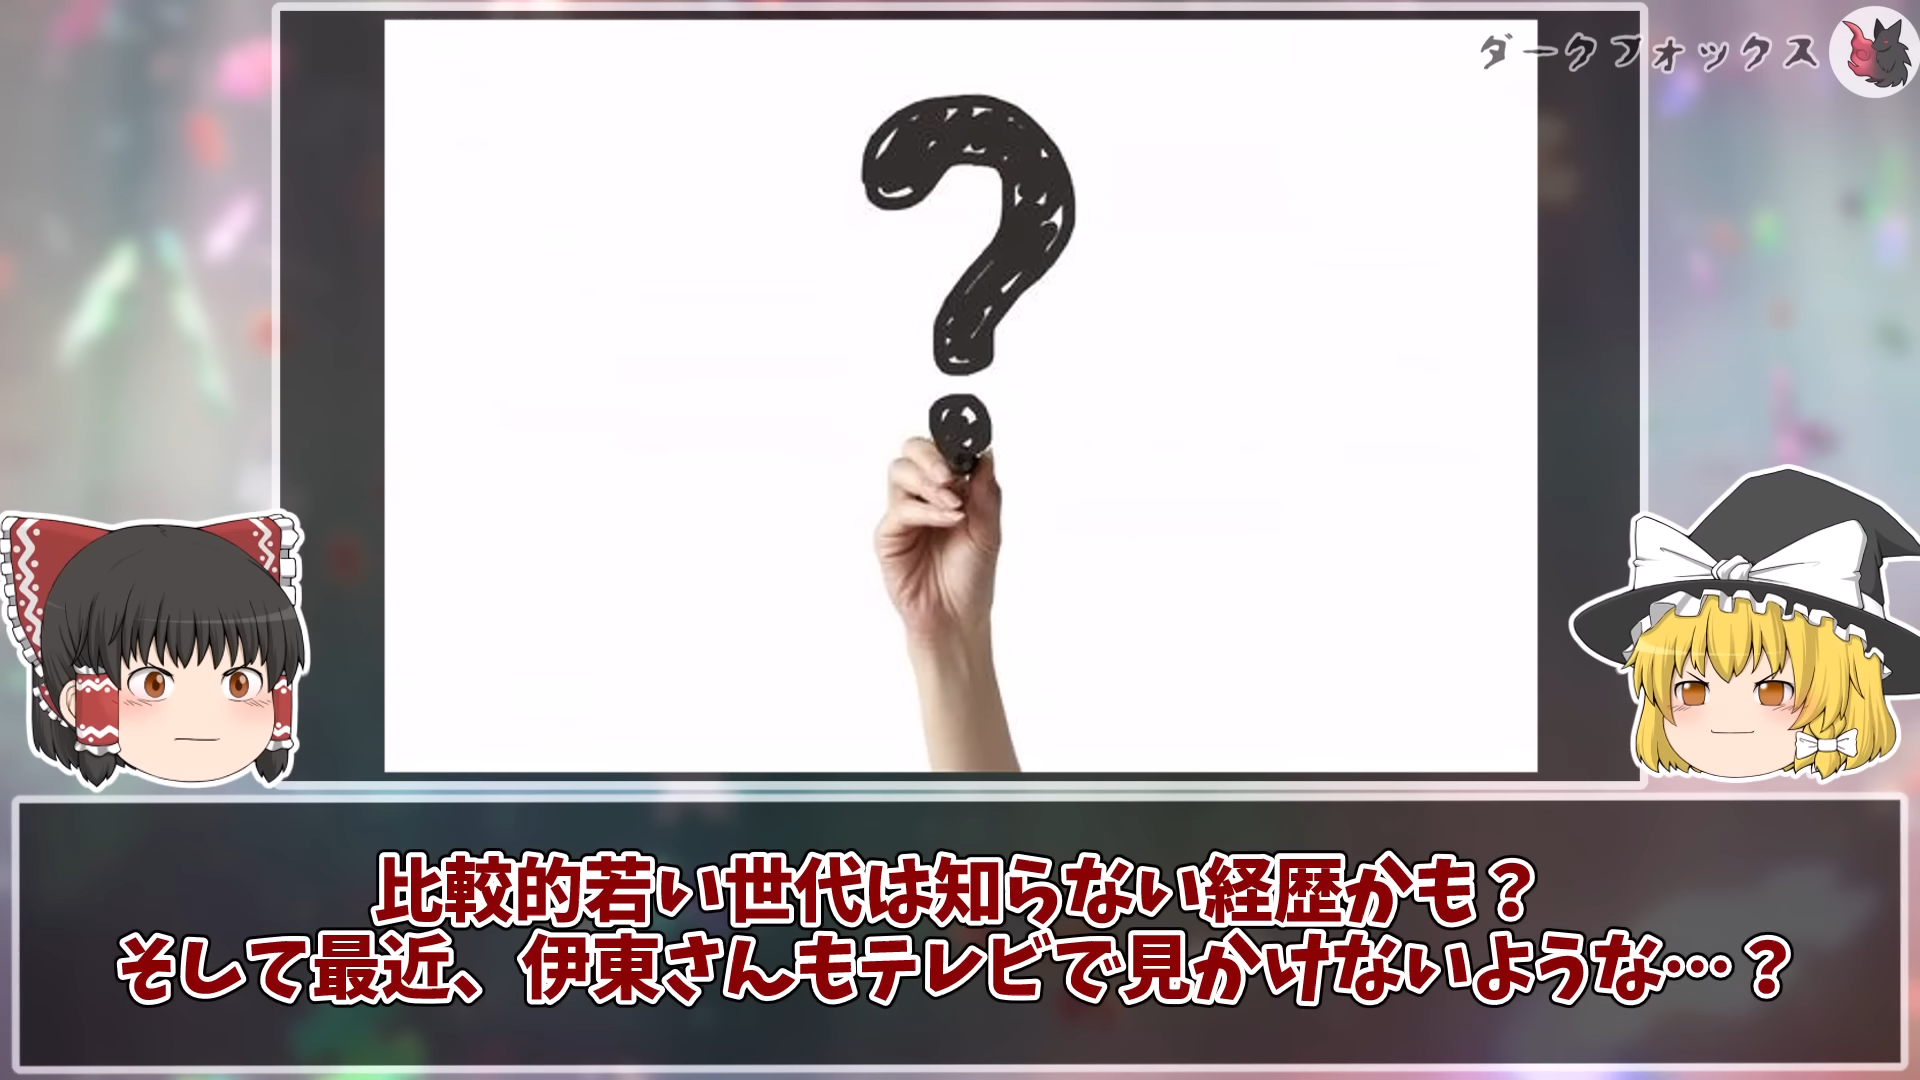 ダークフォックス
?
比較的若い世代は知らない経歴かも？
そして最近、伊東さんもテレビで見かけないような…？